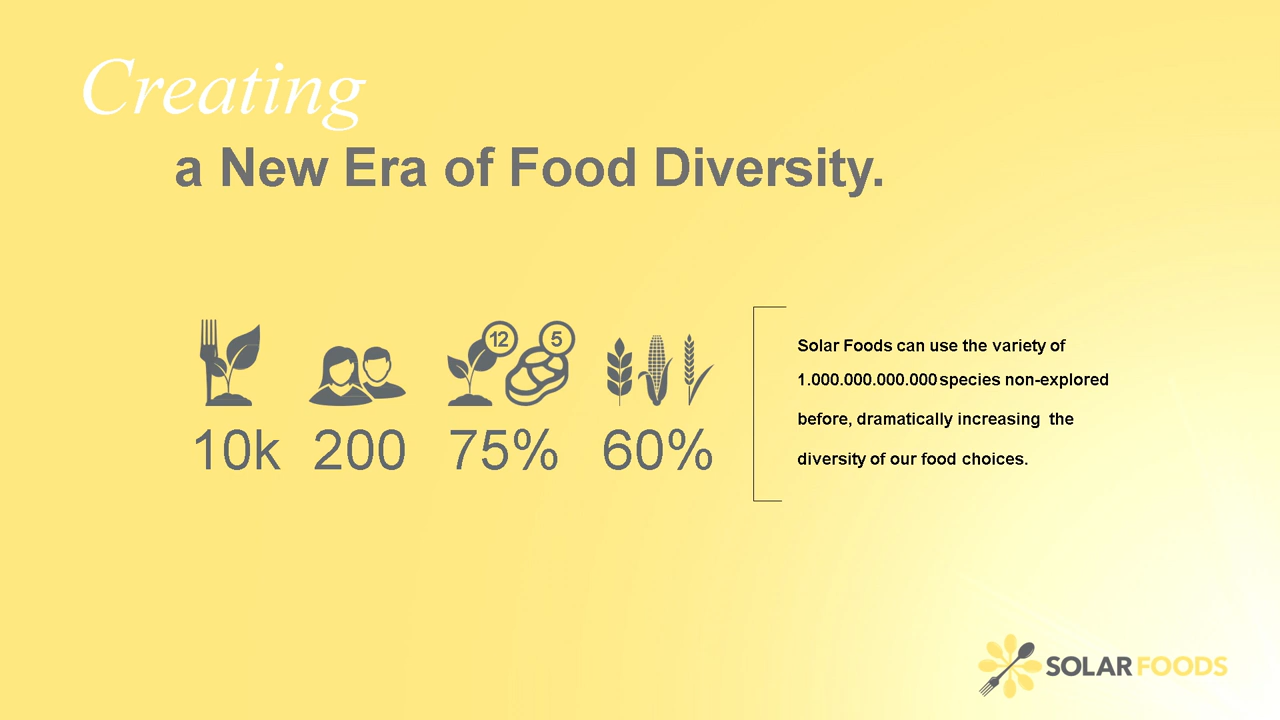 Creating
a New Era of Food Diversity.
12 5
10k 200 75% 60%
Solar Foods can use the variety of
1.000.000.000.000 species non-explored
before, dramatically increasing the
diversity of our food choices.
SOLAR FOODS